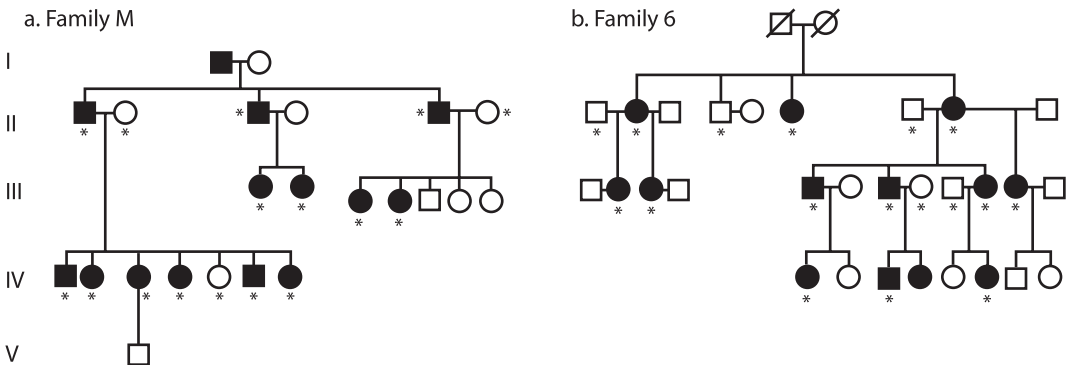 a. Family M
b. Family 6
I
II
* * * * *
* * * * *
III
* * * *
* * * * * *
IV
* * * * * * *
* * *
V